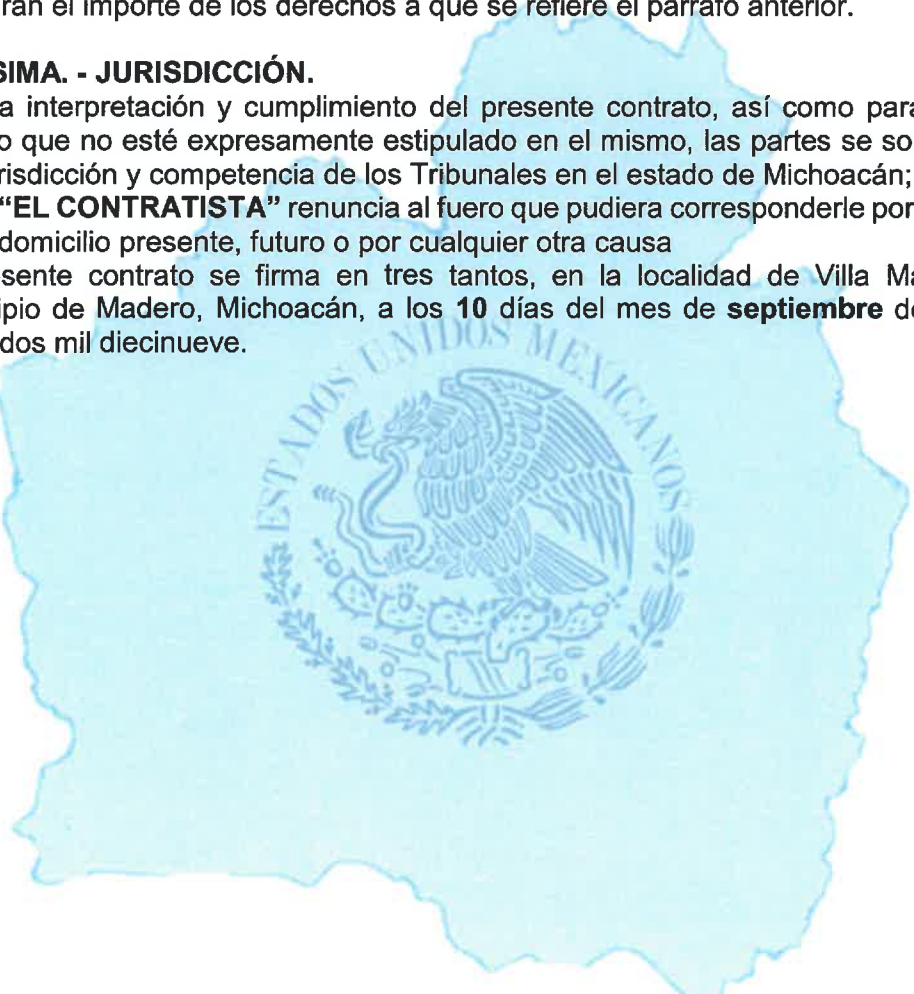 rán el importe de los derechos a que se refiere el párrafo anterior.
SIMA. - JURISDICCIÓN.
a interpretación y cumplimiento del presente contrato, así como para
o que no esté expresamente estipulado en el mismo, las partes se so
risdicción y competencia de los Tribunales en el estado de Michoacán;
“EL CONTRATISTA” renuncia al fuero que pudiera corresponderle por
domicilio presente, futuro o por cualquier otra causa
sente contrato se firma en tres tantos, en la localidad de Villa Ma
ipio de Madero, Michoacán, a los 10 días del mes de septiembre de
dos mil diecinueve.
ESTADOS UNIDOS MEXICANOS